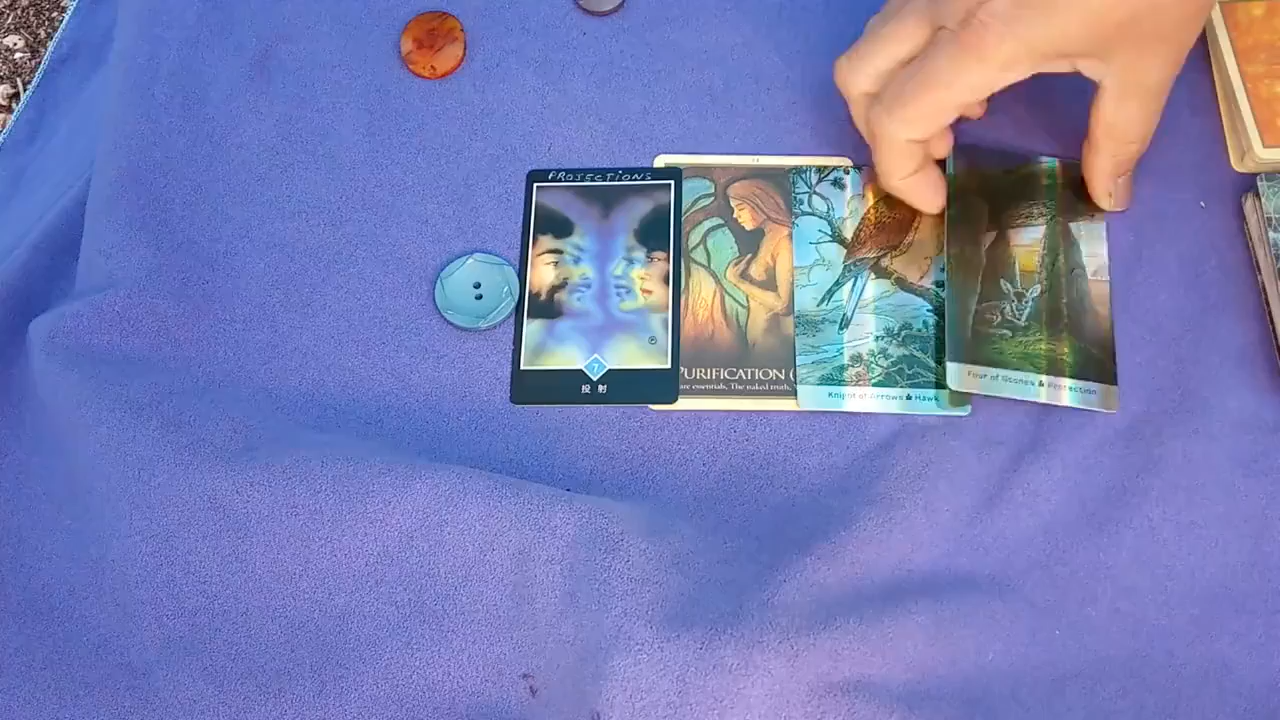 PROJECTIONS
7
投射
PURIFICATION (
are essentials, The naked truth,
Knight of Arrows Hawk
Four of Stones & Protection